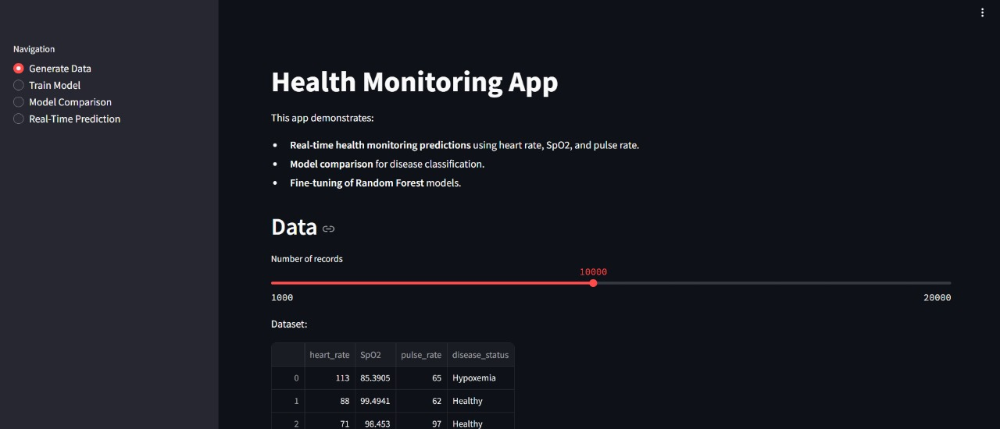 Navigation
Generate Data
Train Model
Model Comparison
Real-Time Prediction
Health Monitoring App
This app demonstrates:
Real-time health monitoring predictions using heart rate, SpO2, and pulse rate.
Model comparison for disease classification.
Fine-tuning of Random Forest models.
Data
Number of records
10000
1000 20000
Dataset:
heart_rate SpO2 pulse_rate disease_status
0 113 85.3905 65 Hypoxemia
1 88 99.4941 62 Healthy
2 71 98.453 97 Healthy